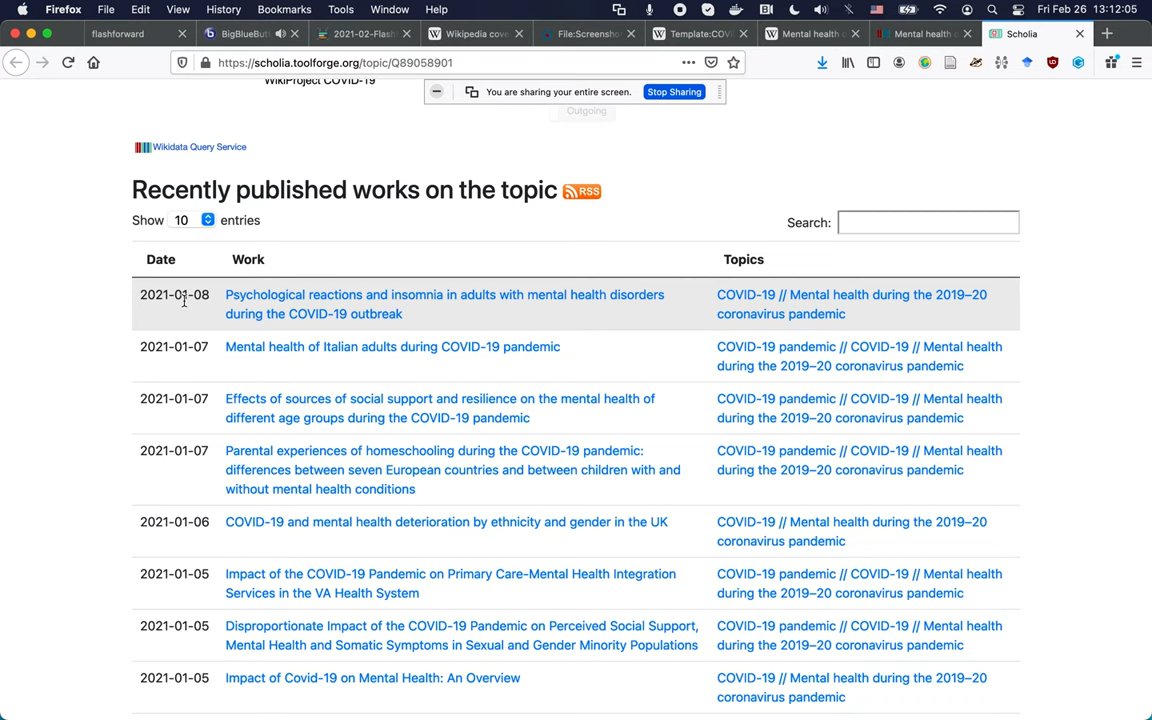 Firefox File Edit View History Bookmarks Tools Window Help Fri Feb 26 13:12:05
flashforward BigBlueBut 2021-02-Flash Wikipedia cov File:Screensho Template:COV Mental health Mental health Scholia
https://scholia.toolforge.org/topic/Q89058901
WikiProject COVID-19
You are sharing your entire screen. Stop Sharing
Outgoing
Wikidata Query Service
Recently published works on the topic RSS
Show 10 entries
Search:
Date Work Topics
2021-01-08 Psychological reactions and insomnia in adults with mental health disorders COVID-19 // Mental health during the 2019–20
during the COVID-19 outbreak coronavirus pandemic
2021-01-07 Mental health of Italian adults during COVID-19 pandemic COVID-19 pandemic // COVID-19 // Mental health
during the 2019–20 coronavirus pandemic
2021-01-07 Effects of sources of social support and resilience on the mental health of COVID-19 pandemic // COVID-19 // Mental health
different age groups during the COVID-19 pandemic during the 2019–20 coronavirus pandemic
2021-01-07 Parental experiences of homeschooling during the COVID-19 pandemic: COVID-19 pandemic // COVID-19 // Mental health
differences between seven European countries and between children with and during the 2019–20 coronavirus pandemic
without mental health conditions
2021-01-06 COVID-19 and mental health deterioration by ethnicity and gender in the UK COVID-19 // Mental health during the 2019–20
coronavirus pandemic
2021-01-05 Impact of the COVID-19 Pandemic on Primary Care-Mental Health Integration COVID-19 pandemic // COVID-19 // Mental health
Services in the VA Health System during the 2019–20 coronavirus pandemic
2021-01-05 Disproportionate Impact of the COVID-19 Pandemic on Perceived Social Support, COVID-19 pandemic // COVID-19 // Mental health
Mental Health and Somatic Symptoms in Sexual and Gender Minority Populations during the 2019–20 coronavirus pandemic
2021-01-05 Impact of Covid-19 on Mental Health: An Overview COVID-19 // Mental health during the 2019–20
coronavirus pandemic